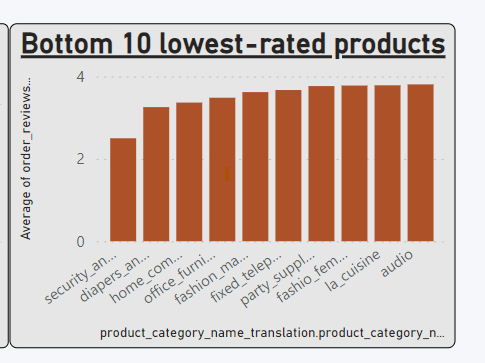 Bottom 10 lowest-rated products
Average of order_reviews...
4
2
0
security_an...
diapers_an...
home_com...
office_furni...
fashion_ma...
fixed_telep...
party_suppl...
fashio_fem...
la_cuisine
audio
product_category_name_translation.product_category_n...